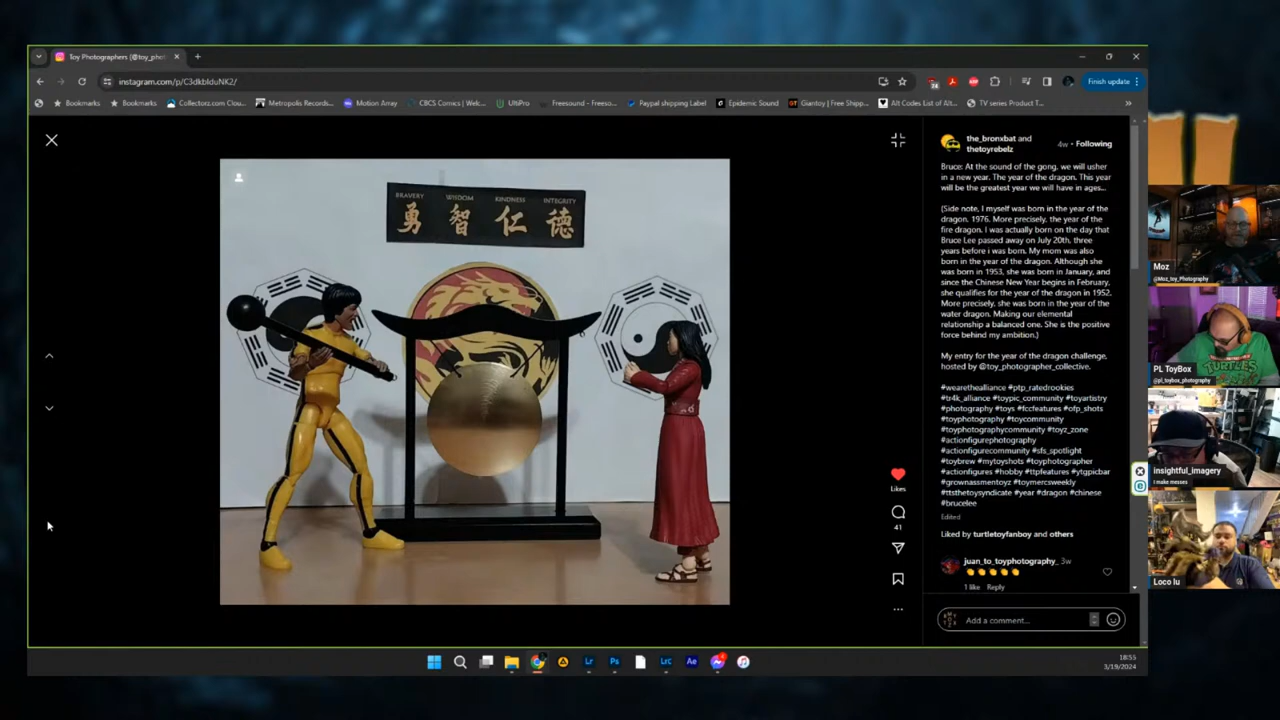 Toy Photographers (@toy_phot
instagram.com/p/C3dkbIduNK2/
Finish update
Bookmarks
Bookmarks
Collectorz.com Clou...
Metropolis Records...
Motion Array
CBCS Comics | Welc...
UltiPro
Freesound - Freeso...
Paypal shipping Label
Epidemic Sound
Giantoy | Free Shipp...
Alt Codes List of Alt...
TV series Product T...
BRAVERY WISDOM KINDNESS INTEGRITY
勇 智 仁 德
the_bronxbat and
thetoyrebelz
4w • Following
Bruce: At the sound of the gong, we will usher
in a new year. The year of the dragon. This year
will be the greatest year we will have in ages...
(Side note, I myself was born in the year of the
dragon, 1976. More precisely, the year of the
fire dragon. I was actually born on the day that
Bruce Lee passed away on July 20th, three
years before i was born. My mom was also
born in the year of the dragon. Although she
was born in 1953, she was born in January, and
since the Chinese New Year begins in February,
she qualifies for the year of the dragon in 1952.
More precisely, she was born in the year of the
water dragon. Making our elemental
relationship a balanced one. She is the positive
force behind my ambition.)
My entry for the year of the dragon challenge,
hosted by @toy_photographer_collective.
#wearethealliance #ptp_ratedrookies
#tr4k_alliance #toypic_community #toyartistry
#photography #toys #fccfeatures #ofp_shots
#toyphotography #toycommunity
#toyphotographycommunity #toyz_zone
#actionfigurephotography
#actionfigurecommunity #sfs_spotlight
#toybrew #mytoyshots #toyphotographer
#actionfigures #hobby #ttpfeatures #ytgpicbar
#grownassmentoyz #toymercsweekly
#ttsthetoysyndicate #year #dragon #chinese
#brucelee
Edited
Liked by turtletoyfanboy and others
juan_to_toyphotography_ 3w
1 like Reply
Add a comment...
Likes
41
Moz
@Moz_toy_Photography
PL ToyBox
@pl_toybox_photography
TURTLES
insightful_imagery
I make messes
Loco lu
Lr
Ps
LrC
Ae
18:55
3/19/2024